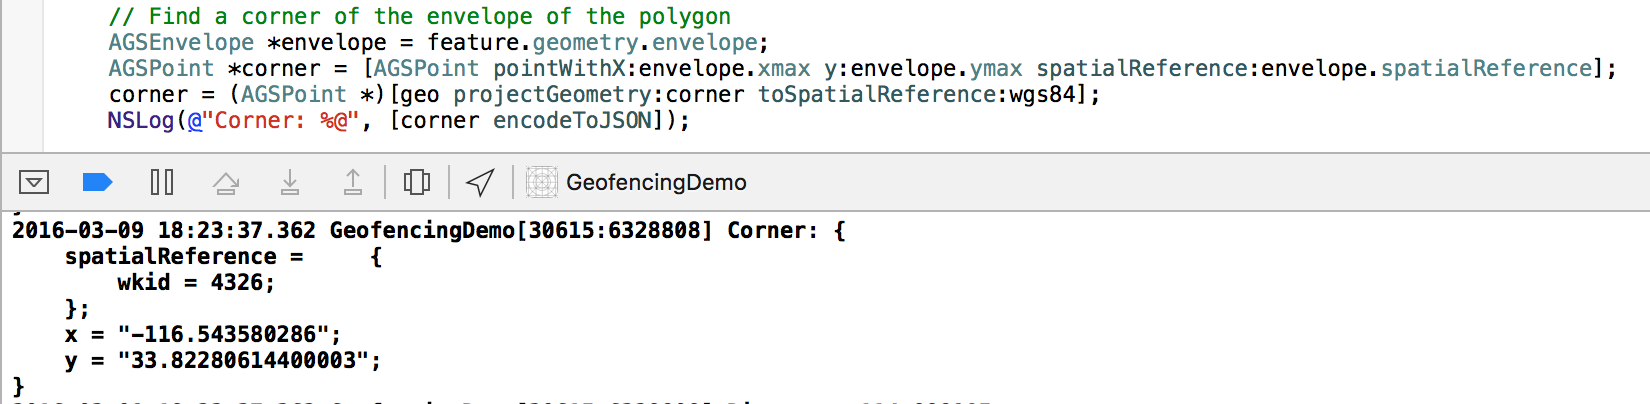 // Find a corner of the envelope of the polygon
AGSEnvelope *envelope = feature.geometry.envelope;
AGSPoint *corner = [AGSPoint pointWithX:envelope.xmax y:envelope.ymax spatialReference:envelope.spatialReference];
corner = (AGSPoint *)[geo projectGeometry:corner toSpatialReference:wgs84];
NSLog(@"Corner: %@", [corner encodeToJSON]);
GeofencingDemo
2016-03-09 18:23:37.362 GeofencingDemo[30615:6328808] Corner: {
spatialReference =     {
wkid = 4326;
};
x = "-116.543580286";
y = "33.82280614400003";
}